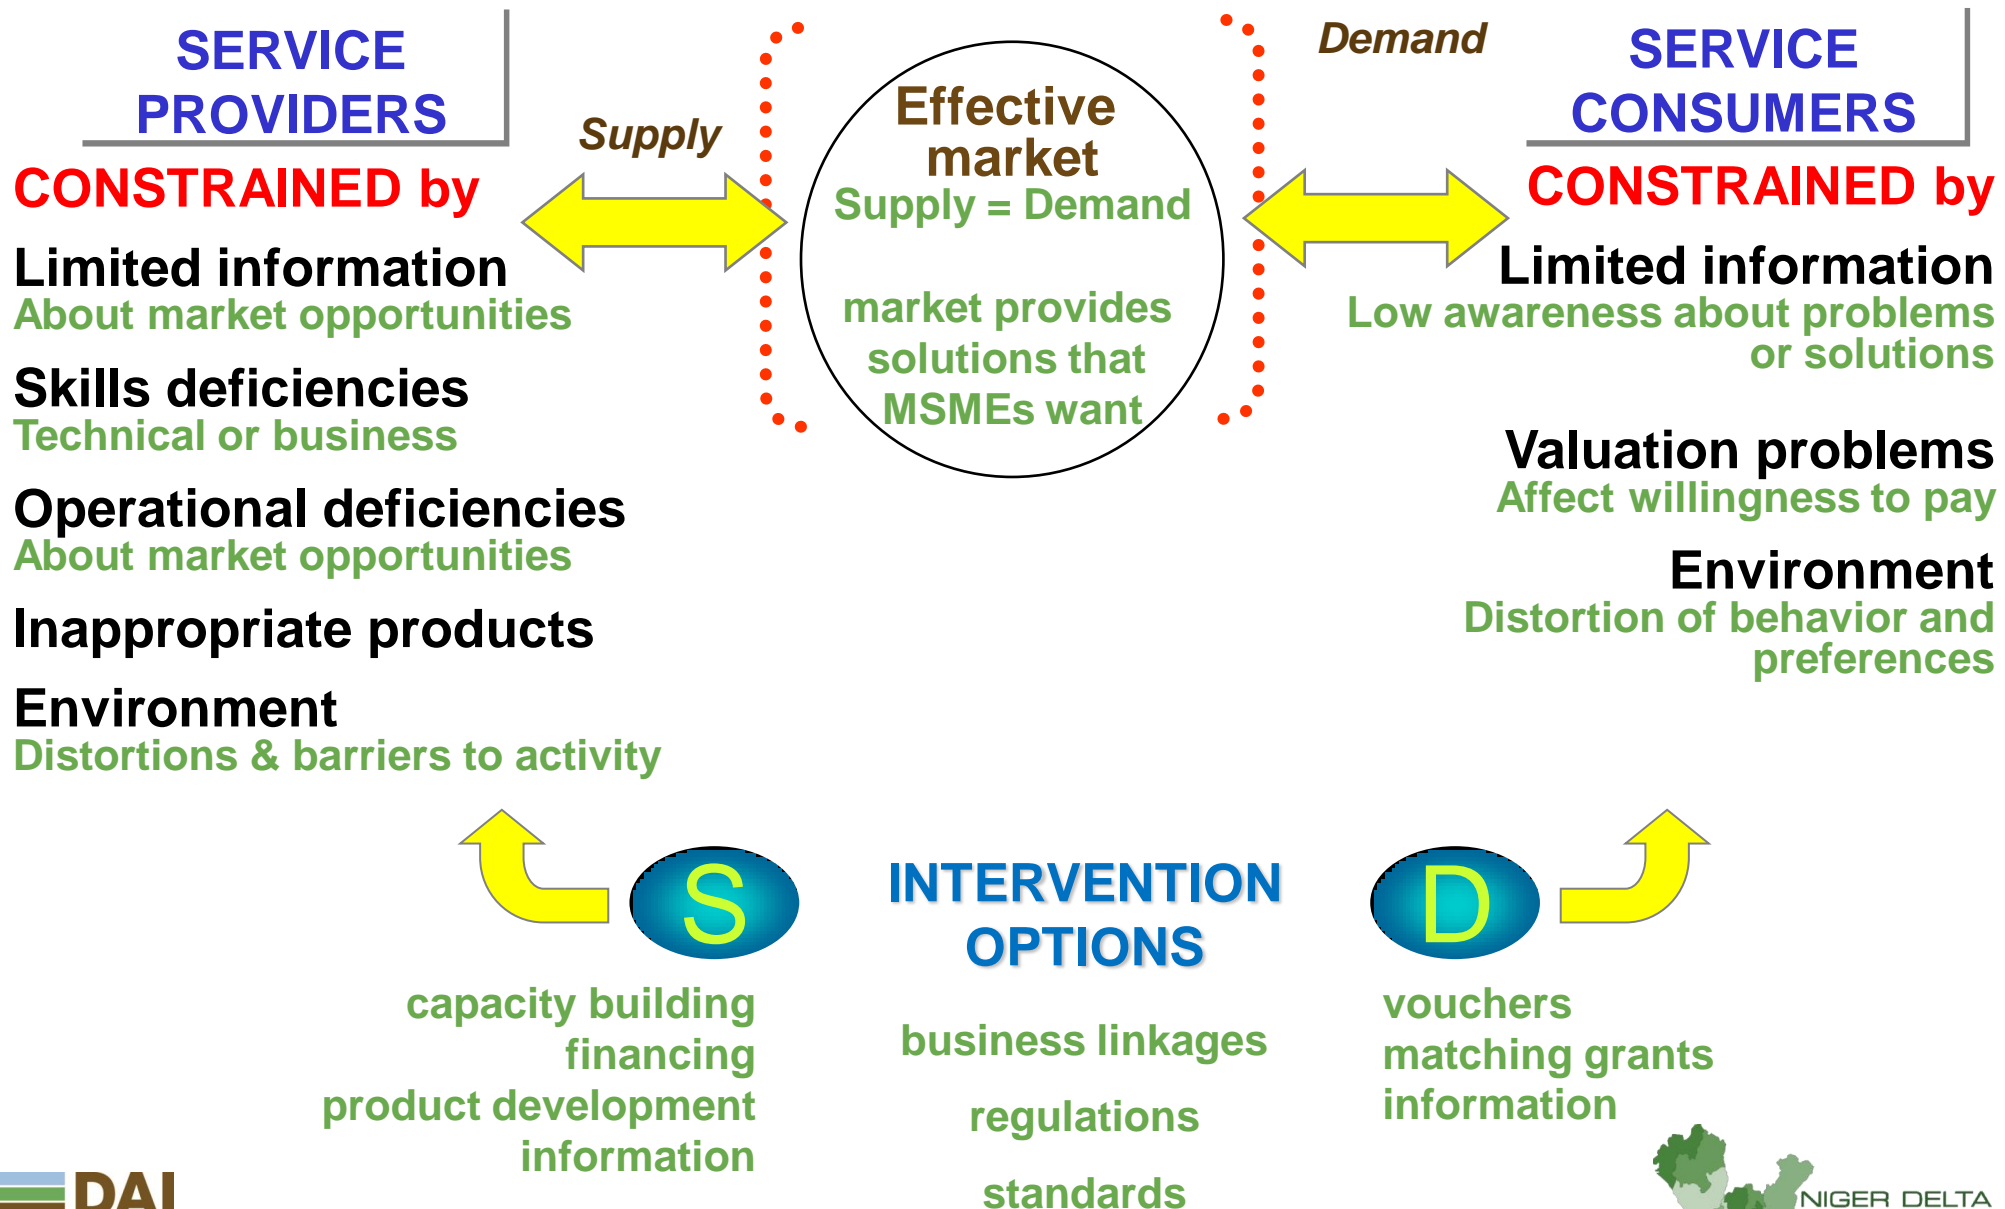 SERVICE
PROVIDERS
CONSTRAINED by
Limited information
About market opportunities
Skills deficiencies
Technical or business
Operational deficiencies
About market opportunities
Inappropriate products
Environment
Distortions & barriers to activity
Supply
Effective
market
Supply = Demand
market provides
solutions that
MSMEs want
Demand
SERVICE
CONSUMERS
CONSTRAINED by
Limited information
Low awareness about problems
or solutions
Valuation problems
Affect willingness to pay
Environment
Distortion of behavior and
preferences
S
INTERVENTION
OPTIONS
D
capacity building
financing
product development
information
business linkages
regulations
standards
vouchers
matching grants
information
DAI
NIGER DELTA